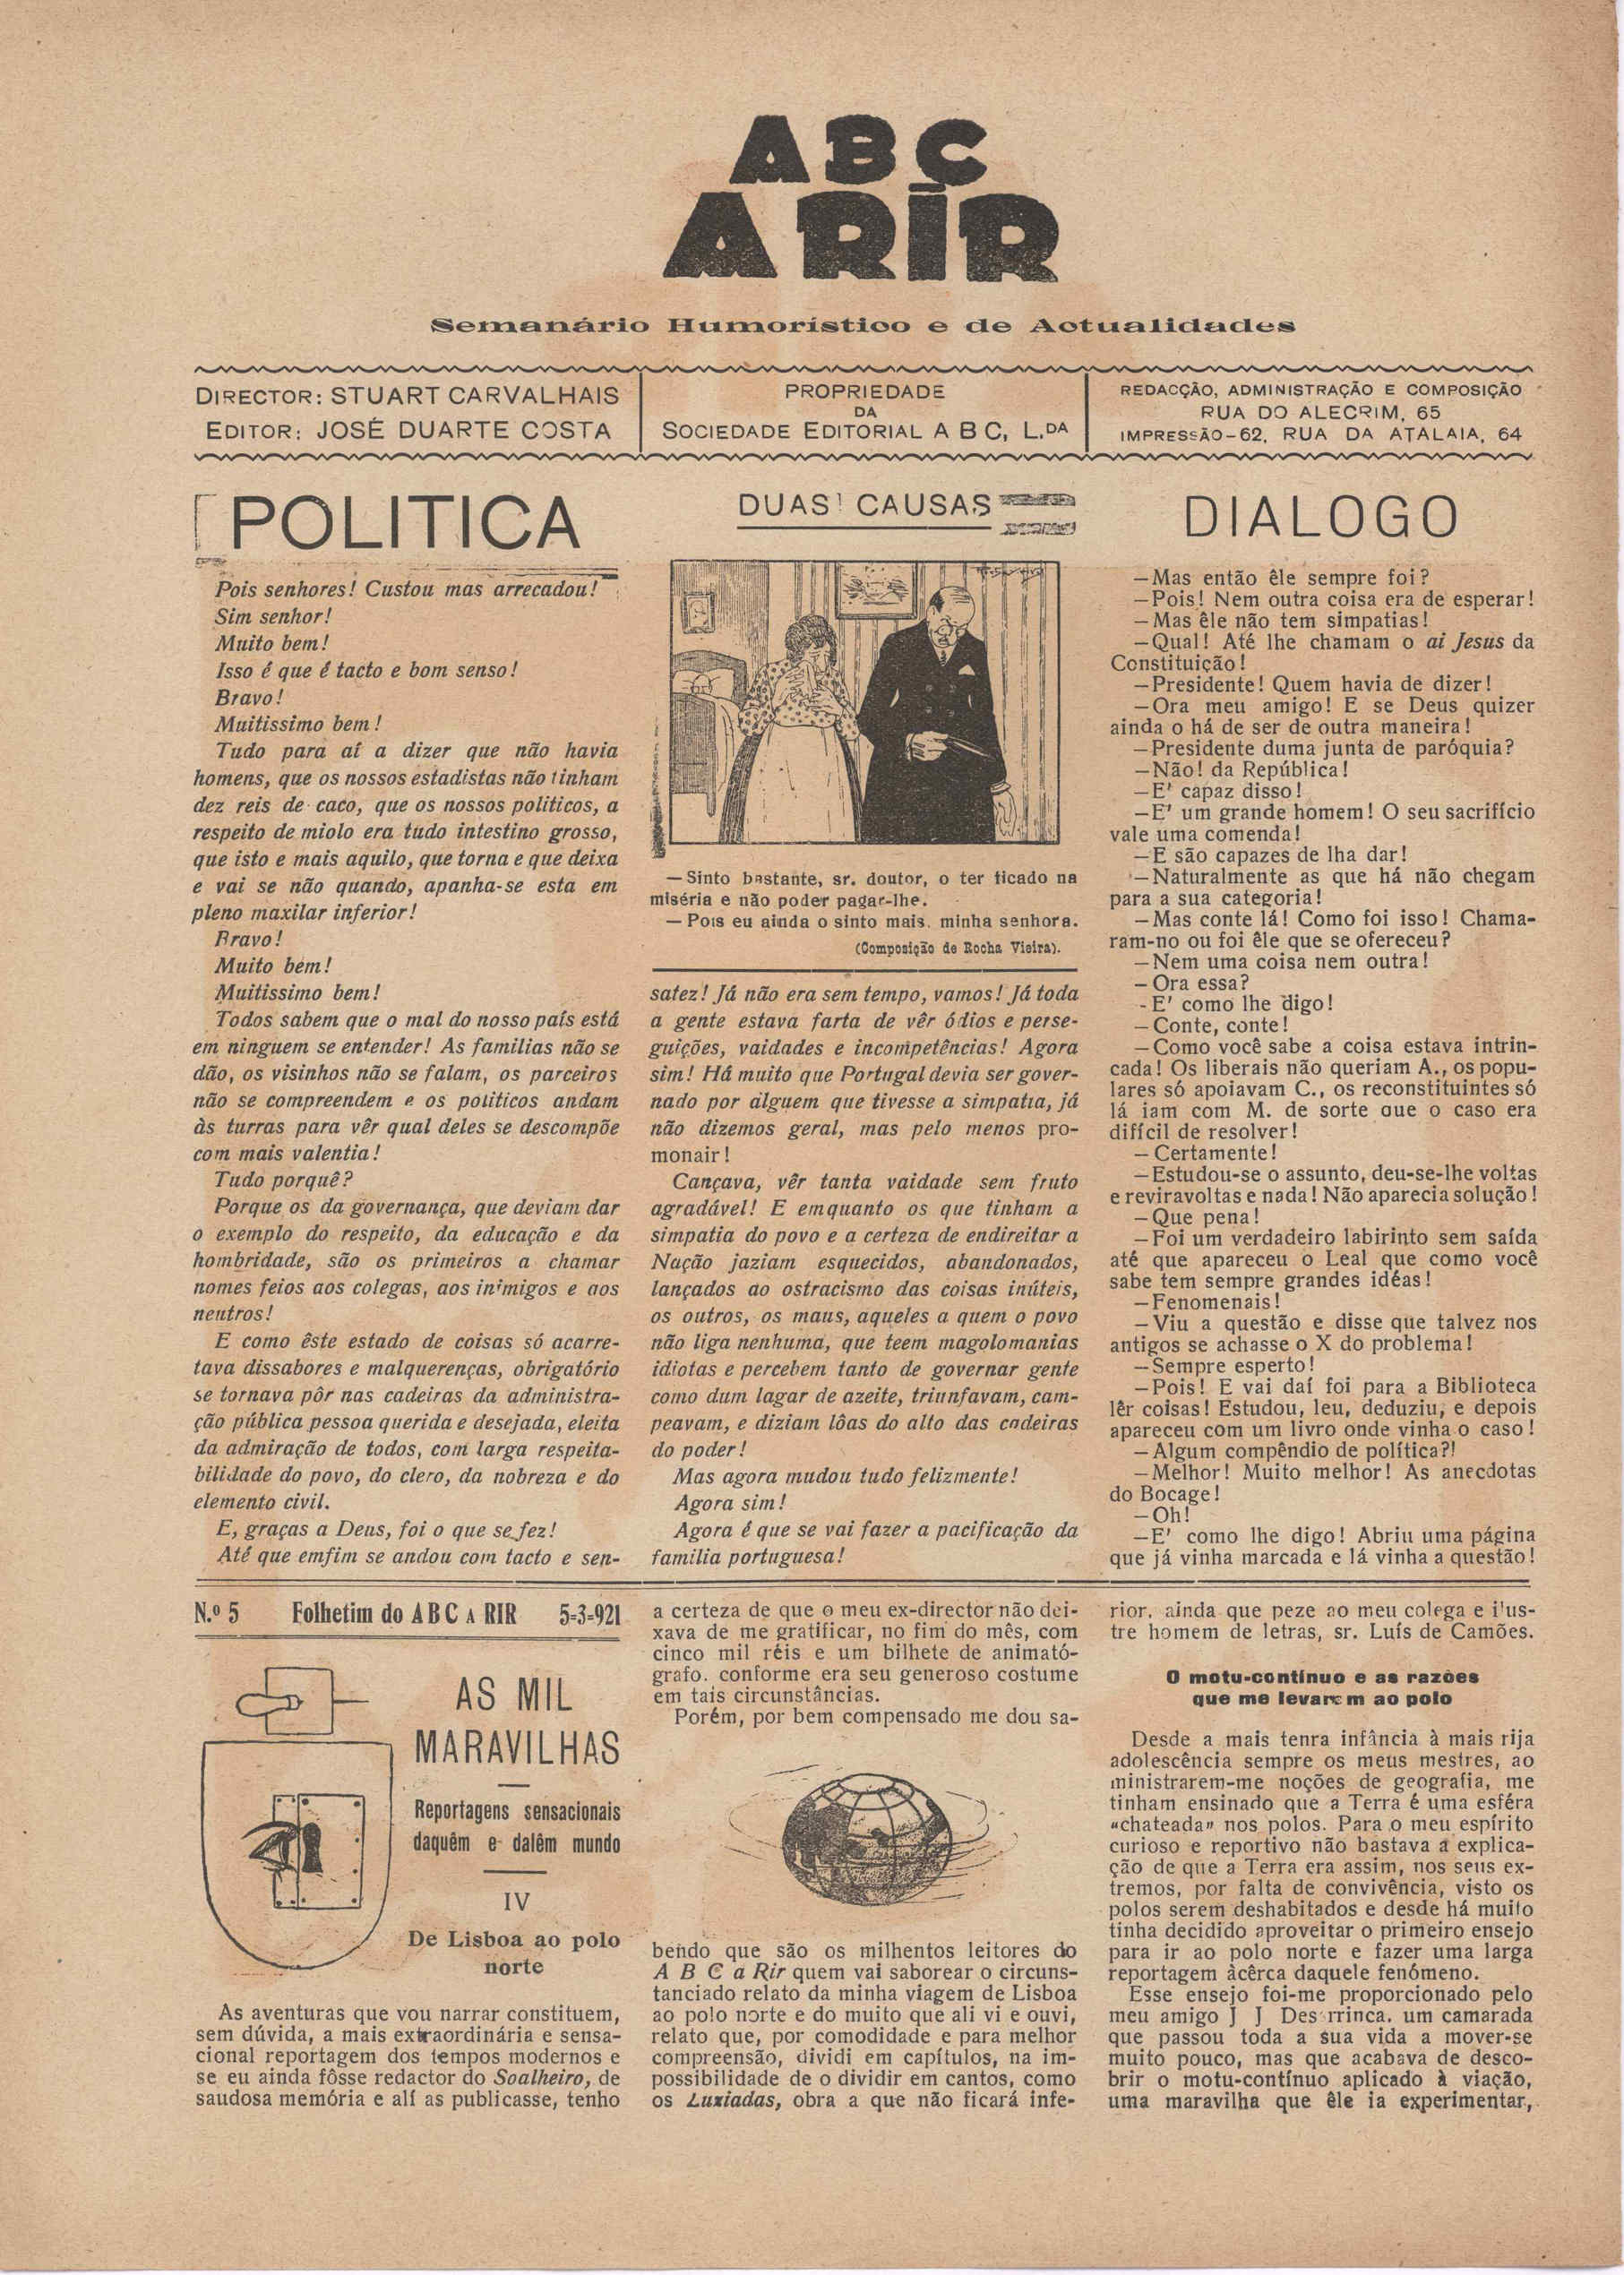 ABC
A RIR
Semanário Humorístico e de Actualidades
DIRECTOR: STUART CARVALHAIS
EDITOR: JOSÉ DUARTE COSTA
PROPRIEDADE
DA
SOCIEDADE EDITORIAL A B C, L.DA
REDACÇÃO, ADMINISTRAÇÃO E COMPOSIÇÃO
RUA DO ALECRIM, 65
IMPRESSÃO-62, RUA DA ATALAIA, 64
POLITICA
Pois senhores! Custou mas arrecadou!
Sim senhor!
Muito bem!
Isso é que é tacto e bom senso!
Bravo!
Muitissimo bem!
Tudo para aí a dizer que não havia
homens, que os nossos estadistas não tinham
dez reis de caco, que os nossos politicos, a
respeito de miolo era tudo intestino grosso,
que isto e mais aquilo, que torna e que deixa
e vai se não quando, apanha-se esta em
pleno maxilar inferior!
Bravo!
Muito bem!
Muitissimo bem!
Todos sabem que o mal do nosso país está
em ninguem se entender! As familias não se
dão, os visinhos não se falam, os parceiros
não se compreendem e os politicos andam
às turras para vêr qual deles se descompõe
com mais valentia!
Tudo porquê?
Porque os da governança, que deviam dar
o exemplo do respeito, da educação e da
hombridade, são os primeiros a chamar
nomes feios aos colegas, aos inimigos e aos
neutros!
E como êste estado de coisas só acarre-
tava dissabores e malquerenças, obrigatório
se tornava pôr nas cadeiras da administra-
ção pública pessoa querida e desejada, eleita
da admiração de todos, com larga respeita-
bilidade do povo, do clero, da nobreza e do
elemento civil.
E, graças a Deus, foi o que se fez!
Até que emfim se andou com tacto e sen-
DUAS CAUSAS
—Sinto bastante, sr. doutor, o ter ficado na
miséria e não poder pagar-lhe.
—Pois eu ainda o sinto mais, minha senhora.
(Composição de Rocha Vieira).
satez! Já não era sem tempo, vamos! Já toda
a gente estava farta de vêr ódios e perse-
guições, vaidades e incompetências! Agora
sim! Há muito que Portugal devia ser gover-
nado por alguem que tivesse a simpatia, já
não dizemos geral, mas pelo menos pro-
monair!
Cançava, vêr tanta vaidade sem fruto
agradável! E emquanto os que tinham a
simpatia do povo e a certeza de endireitar a
Nação jaziam esquecidos, abandonados,
lançados ao ostracismo das coisas inúteis,
os outros, os maus, aqueles a quem o povo
não liga nenhuma, que teem magolomanias
idiotas e percebem tanto de governar gente
como dum lagar de azeite, triunfavam, cam-
peavam, e diziam lôas do alto das cadeiras
do poder!
Mas agora mudou tudo felizmente!
Agora sim!
Agora é que se vai fazer a pacificação da
familia portuguesa!
DIALOGO
—Mas então êle sempre foi?
—Pois! Nem outra coisa era de esperar!
—Mas êle não tem simpatias!
—Qual! Até lhe chamam o ai Jesus da
Constituição!
—Presidente! Quem havia de dizer!
—Ora meu amigo! E se Deus quizer
ainda o há de ser de outra maneira!
—Presidente duma junta de paróquia?
—Não! da República!
—E' capaz disso!
—E' um grande homem! O seu sacrifício
vale uma comenda!
—E são capazes de lha dar!
—Naturalmente as que há não chegam
para a sua categoria!
—Mas conte lá! Como foi isso! Chama-
ram-no ou foi êle que se ofereceu?
—Nem uma coisa nem outra!
—Ora essa?
-E' como lhe digo!
—Conte, conte!
—Como você sabe a coisa estava intrin-
cada! Os liberais não queriam A., os popu-
lares só apoiavam C., os reconstituintes só
lá iam com M. de sorte que o caso era
difícil de resolver!
—Certamente!
—Estudou-se o assunto, deu-se-lhe voltas
e reviravoltas e nada! Não aparecia solução!
—Que pena!
—Foi um verdadeiro labirinto sem saída
até que apareceu o Leal que como você
sabe tem sempre grandes idéas!
—Fenomenais!
—Viu a questão e disse que talvez nos
antigos se achasse o X do problema!
—Sempre esperto!
—Pois! E vai daí foi para a Biblioteca
lêr coisas! Estudou, leu, deduziu, e depois
apareceu com um livro onde vinha o caso!
—Algum compêndio de política?!
—Melhor! Muito melhor! As anecdotas
do Bocage!
—Oh!
—E' como lhe digo! Abriu uma página
que já vinha marcada e lá vinha a questão!
N.º 5 Folhetim do A B C A RIR 5-3-921
AS MIL
MARAVILHAS
Reportagens sensacionais
daquêm e dalêm mundo
IV
De Lisboa ao polo
norte
As aventuras que vou narrar constituem,
sem dúvida, a mais extraordinária e sensa-
cional reportagem dos tempos modernos e
se eu ainda fôsse redactor do Soalheiro, de
saudosa memória e alí as publicasse, tenho
a certeza de que o meu ex-director não dei-
xava de me gratificar, no fim do mês, com
cinco mil réis e um bilhete de animató-
grafo. conforme era seu generoso costume
em tais circunstâncias.
Porém, por bem compensado me dou sa-
bendo que são os milhentos leitores do
A B C a Rir quem vai saborear o circuns-
tanciado relato da minha viagem de Lisboa
ao polo norte e do muito que ali vi e ouvi,
relato que, por comodidade e para melhor
compreensão, dividi em capítulos, na im-
possibilidade de o dividir em cantos, como
os Luxiadas, obra a que não ficará infe-
rior, ainda que peze ao meu colega e ilus-
tre homem de letras, sr. Luís de Camões.
O motu-contínuo e as razões
que me levarem ao polo
Desde a mais tenra infância à mais rija
adolescência sempre os meus mestres, ao
ministrarem-me noções de geografia, me
tinham ensinado que a Terra é uma esféra
«chateada» nos polos. Para o meu espírito
curioso e reportivo não bastava a explica-
ção de que a Terra era assim, nos seus ex-
tremos, por falta de convivência, visto os
polos serem deshabitados e desde há muito
tinha decidido aproveitar o primeiro ensejo
para ir ao polo norte e fazer uma larga
reportagem àcêrca daquele fenómeno.
Esse ensejo foi-me proporcionado pelo
meu amigo J J um camarada
que passou toda a sua vida a mover-se
muito pouco, mas que acabava de desco-
brir o motu-contínuo aplicado à viação,
uma maravilha que êle ia experimentar,